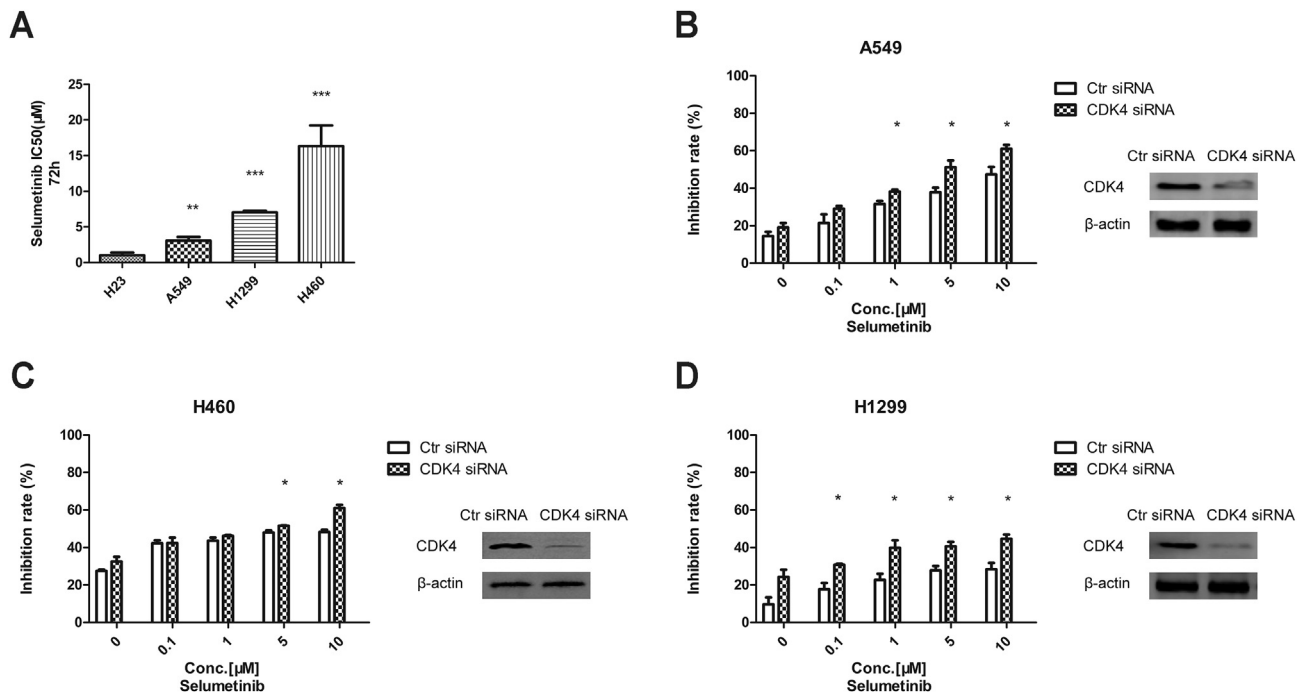 A
Selumetinib IC50(µM)
72h
25
20
15
10
5
0
**
***
***
H23
A549
H1299
H460
B
A549
Inhibition rate (%)
100
80
60
40
20
0
*
*
*
0
0.1
1
5
10
Conc.[µM]
Selumetinib
Ctr siRNA
CDK4 siRNA
Ctr siRNA CDK4 siRNA
CDK4
β-actin
C
H460
Inhibition rate (%)
100
80
60
40
20
0
*
*
0
0.1
1
5
10
Conc.[µM]
Selumetinib
Ctr siRNA
CDK4 siRNA
Ctr siRNA CDK4 siRNA
CDK4
β-actin
D
H1299
Inhibition rate (%)
100
80
60
40
20
0
*
*
*
*
0
0.1
1
5
10
Conc.[µM]
Selumetinib
Ctr siRNA
CDK4 siRNA
Ctr siRNA CDK4 siRNA
CDK4
β-actin